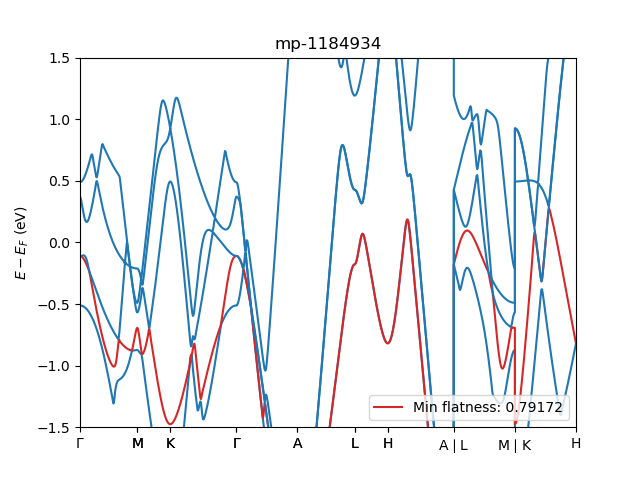 mp-1184934
E − E_F (eV)
1.5
1.0
0.5
0.0
−0.5
−1.0
−1.5
Min flatness: 0.79172
Γ M K Γ A L H A | L M | K H